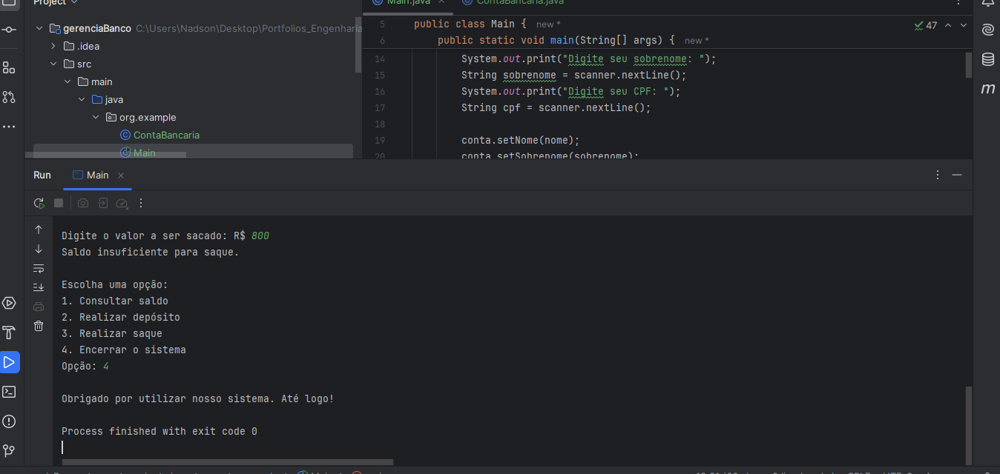 Project
Main.java
ContaBancaria.java
gerenciaBanco C:\Users\Nadson\Desktop\Portfolios_Engenharia
.idea
src
main
java
org.example
ContaBancaria
Main
5 public class Main { new *
6 public static void main(String[] args) { new *
47
14 System.out.print("Digite seu sobrenome: ");
15 String sobrenome = scanner.nextLine();
16 System.out.print("Digite seu CPF: ");
17 String cpf = scanner.nextLine();
18
19 conta.setNome(nome);
20 conta.setSobrenome(sobrenome);
m
Run Main
Digite o valor a ser sacado: R$ 800
Saldo insuficiente para saque.
Escolha uma opção:
1. Consultar saldo
2. Realizar depósito
3. Realizar saque
4. Encerrar o sistema
Opção: 4
Obrigado por utilizar nosso sistema. Até logo!
Process finished with exit code 0